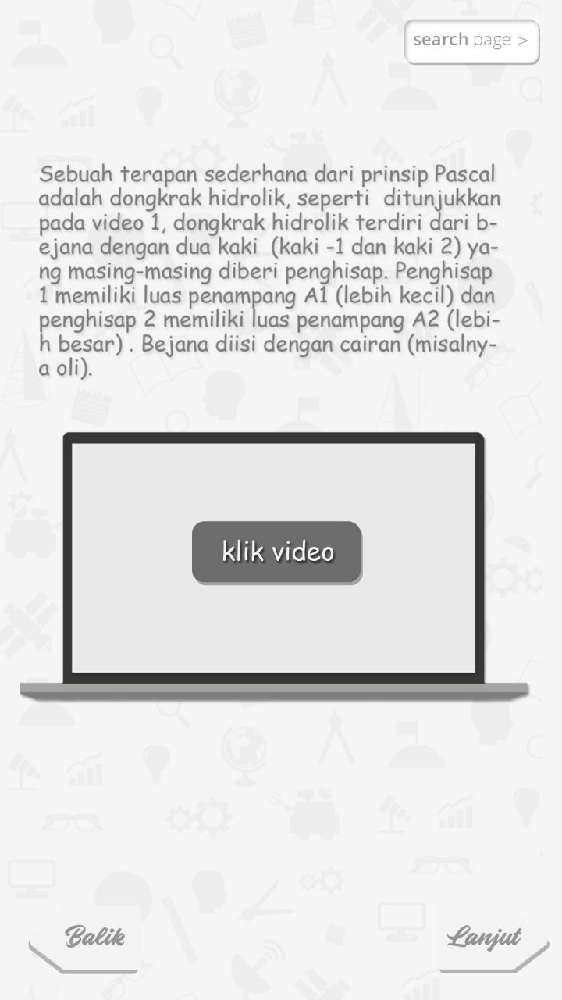 search page >
Sebuah terapan sederhana dari prinsip Pascal
adalah dongkrak hidrolik, seperti  ditunjukkan
pada video 1, dongkrak hidrolik terdiri dari b-
ejana dengan dua kaki  (kaki -1 dan kaki 2) ya-
ng masing-masing diberi penghisap. Penghisap
1 memiliki luas penampang A1 (lebih kecil) dan
penghisap 2 memiliki luas penampang A2 (lebi-
h besar) . Bejana diisi dengan cairan (misalny-
a oli).
klik video
Balik
Lanjut